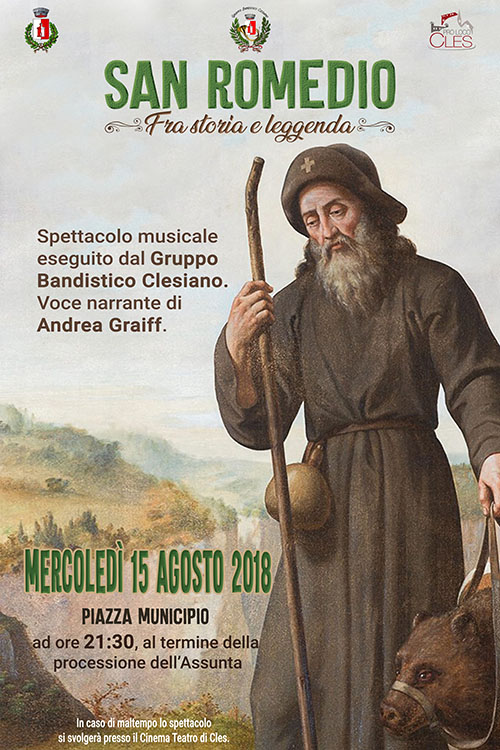 PRO LOCO
CLES
SAN ROMEDIO
Fra storia e leggenda
Spettacolo musicale
eseguito dal Gruppo
Bandistico Clesiano.
Voce narrante di
Andrea Graiff.
MERCOLEDÌ 15 AGOSTO 2018
PIAZZA MUNICIPIO
ad ore 21:30, al termine della
processione dell'Assunta
In caso di maltempo lo spettacolo
si svolgerà presso il Cinema Teatro di Cles.